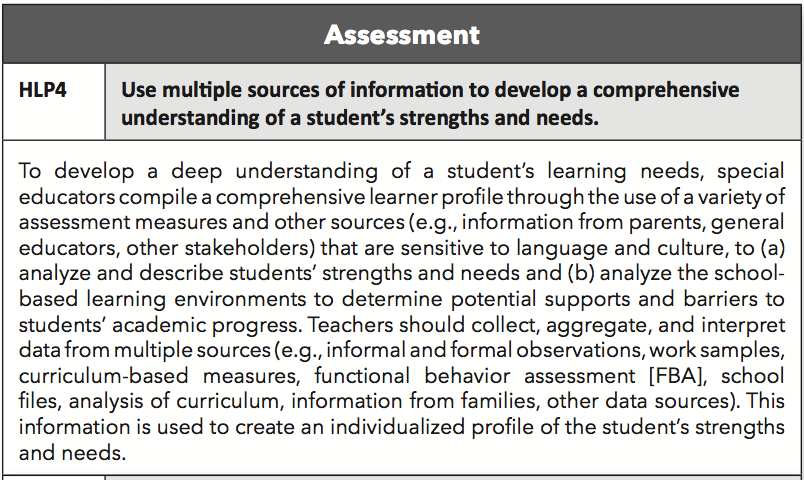 Assessment
HLP4
Use multiple sources of information to develop a comprehensive
understanding of a student’s strengths and needs.
To develop a deep understanding of a student’s learning needs, special
educators compile a comprehensive learner profile through the use of a variety of
assessment measures and other sources (e.g., information from parents, general
educators, other stakeholders) that are sensitive to language and culture, to (a)
analyze and describe students’ strengths and needs and (b) analyze the school-
based learning environments to determine potential supports and barriers to
students’ academic progress. Teachers should collect, aggregate, and interpret
data from multiple sources (e.g., informal and formal observations, work samples,
curriculum-based measures, functional behavior assessment [FBA], school
files, analysis of curriculum, information from families, other data sources). This
information is used to create an individualized profile of the student’s strengths
and needs.